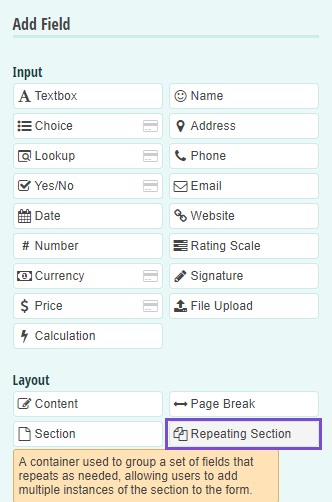 Add Field
Input
Textbox
Name
Choice
Address
Lookup
Phone
Yes/No
Email
Date
Website
# Number
Rating Scale
Currency
Signature
$ Price
File Upload
Calculation
Layout
Content
Page Break
Section
Repeating Section
A container used to group a set of fields that
repeats as needed, allowing users to add
multiple instances of the section to the form.